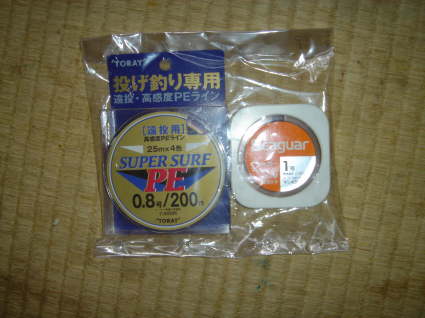 "TORAY"
投げ釣り専用
遠投・高感度PEライン
[遠投用]
高感度PEライン
25m×4色
SUPER SURF
PE
0.8号/200m
"TORAY"
Seaguar
1号